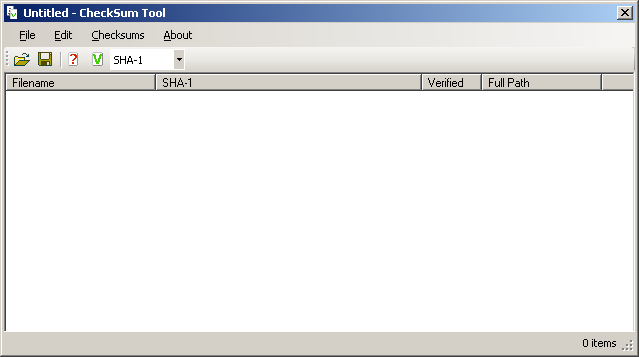 Untitled - CheckSum Tool
File Edit Checksums About
? V SHA-1
Filename SHA-1 Verified Full Path
0 items